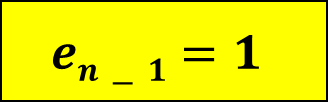 e_{n _ 1} = 1